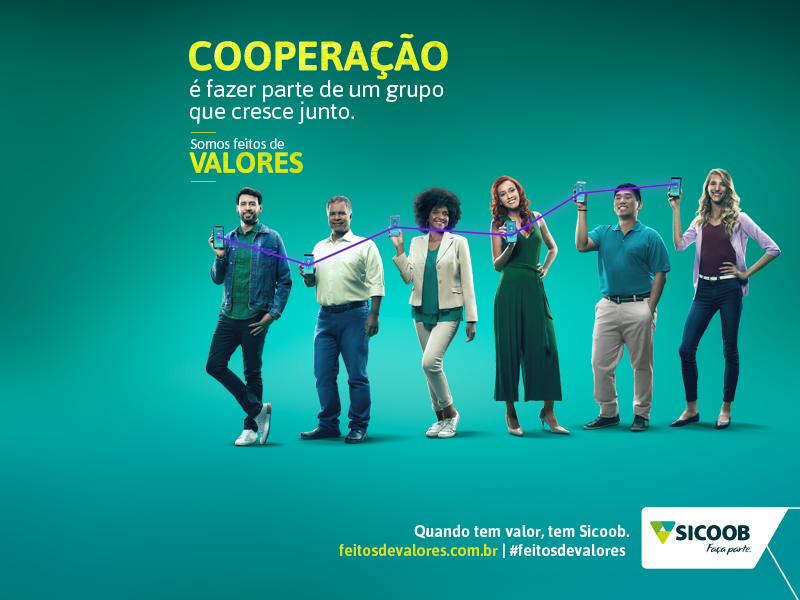 COOPERAÇÃO
é fazer parte de um grupo
que cresce junto.
Somos feitos de
VALORES
Quando tem valor, tem Sicoob.
feitosdevalores.com.br | #feitosdevalores
SICOOB
Faça parte.